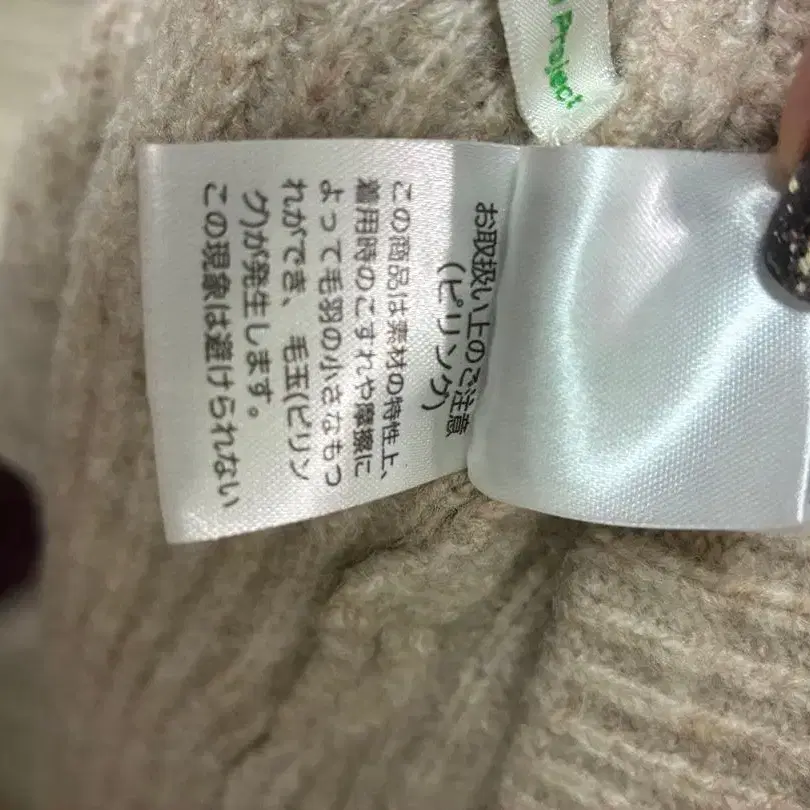 Project
お取扱い上のご注意
(ピリング)
この商品は素材の特性上、
着用時のこすれや摩擦に
よって毛羽の小さなもつ
れができ、毛玉(ピリン
グ)が発生します。
この現象は避けられない